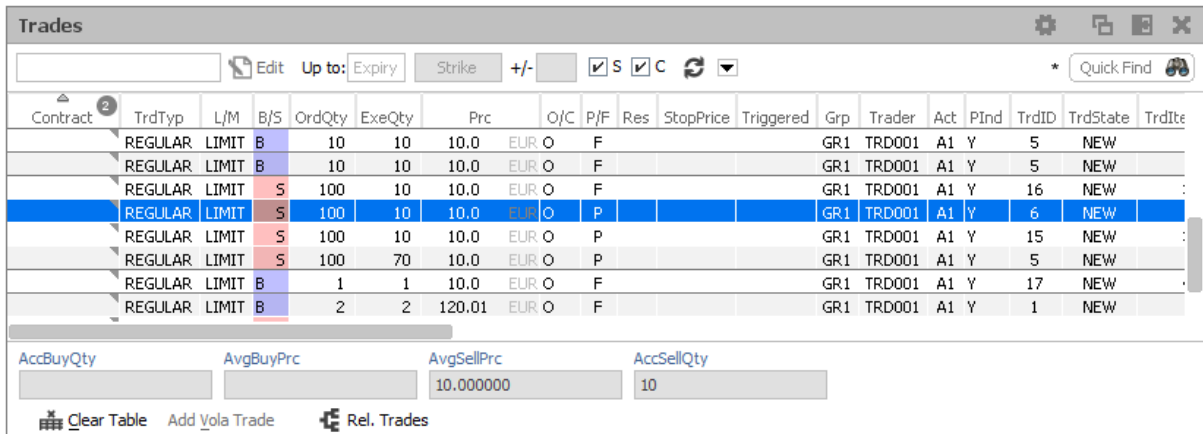 Trades
Edit Up to: Expiry Strike +/- S C * Quick Find
Contract 2 TrdTyp L/M B/S OrdQty ExeQty Prc O/C P/F Res StopPrice Triggered Grp Trader Act PInd TrdID TrdState TrdIte
REGULAR LIMIT B 10 10 10.0 EUR O F GR1 TRD001 A1 Y 5 NEW
REGULAR LIMIT B 10 10 10.0 EUR O F GR1 TRD001 A1 Y 5 NEW
REGULAR LIMIT S 100 10 10.0 EUR O F GR1 TRD001 A1 Y 16 NEW
REGULAR LIMIT S 100 10 10.0 EUR O P GR1 TRD001 A1 Y 6 NEW
REGULAR LIMIT S 100 10 10.0 EUR O P GR1 TRD001 A1 Y 15 NEW
REGULAR LIMIT S 100 70 10.0 EUR O P GR1 TRD001 A1 Y 5 NEW
REGULAR LIMIT B 1 1 10.0 EUR O F GR1 TRD001 A1 Y 17 NEW
REGULAR LIMIT B 2 2 120.01 EUR O F GR1 TRD001 A1 Y 1 NEW
AccBuyQty AvgBuyPrc AvgSellPrc AccSellQty
10.000000 10
Clear Table Add Vola Trade Rel. Trades